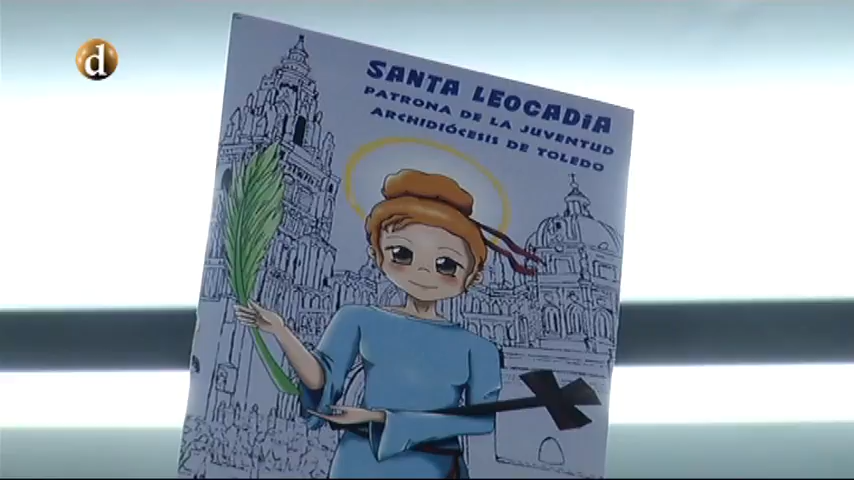 d
SANTA LEOCADiA
PATRONA DE LA JUVENTUD
ARCHIDIÓCESIS DE TOLEDO